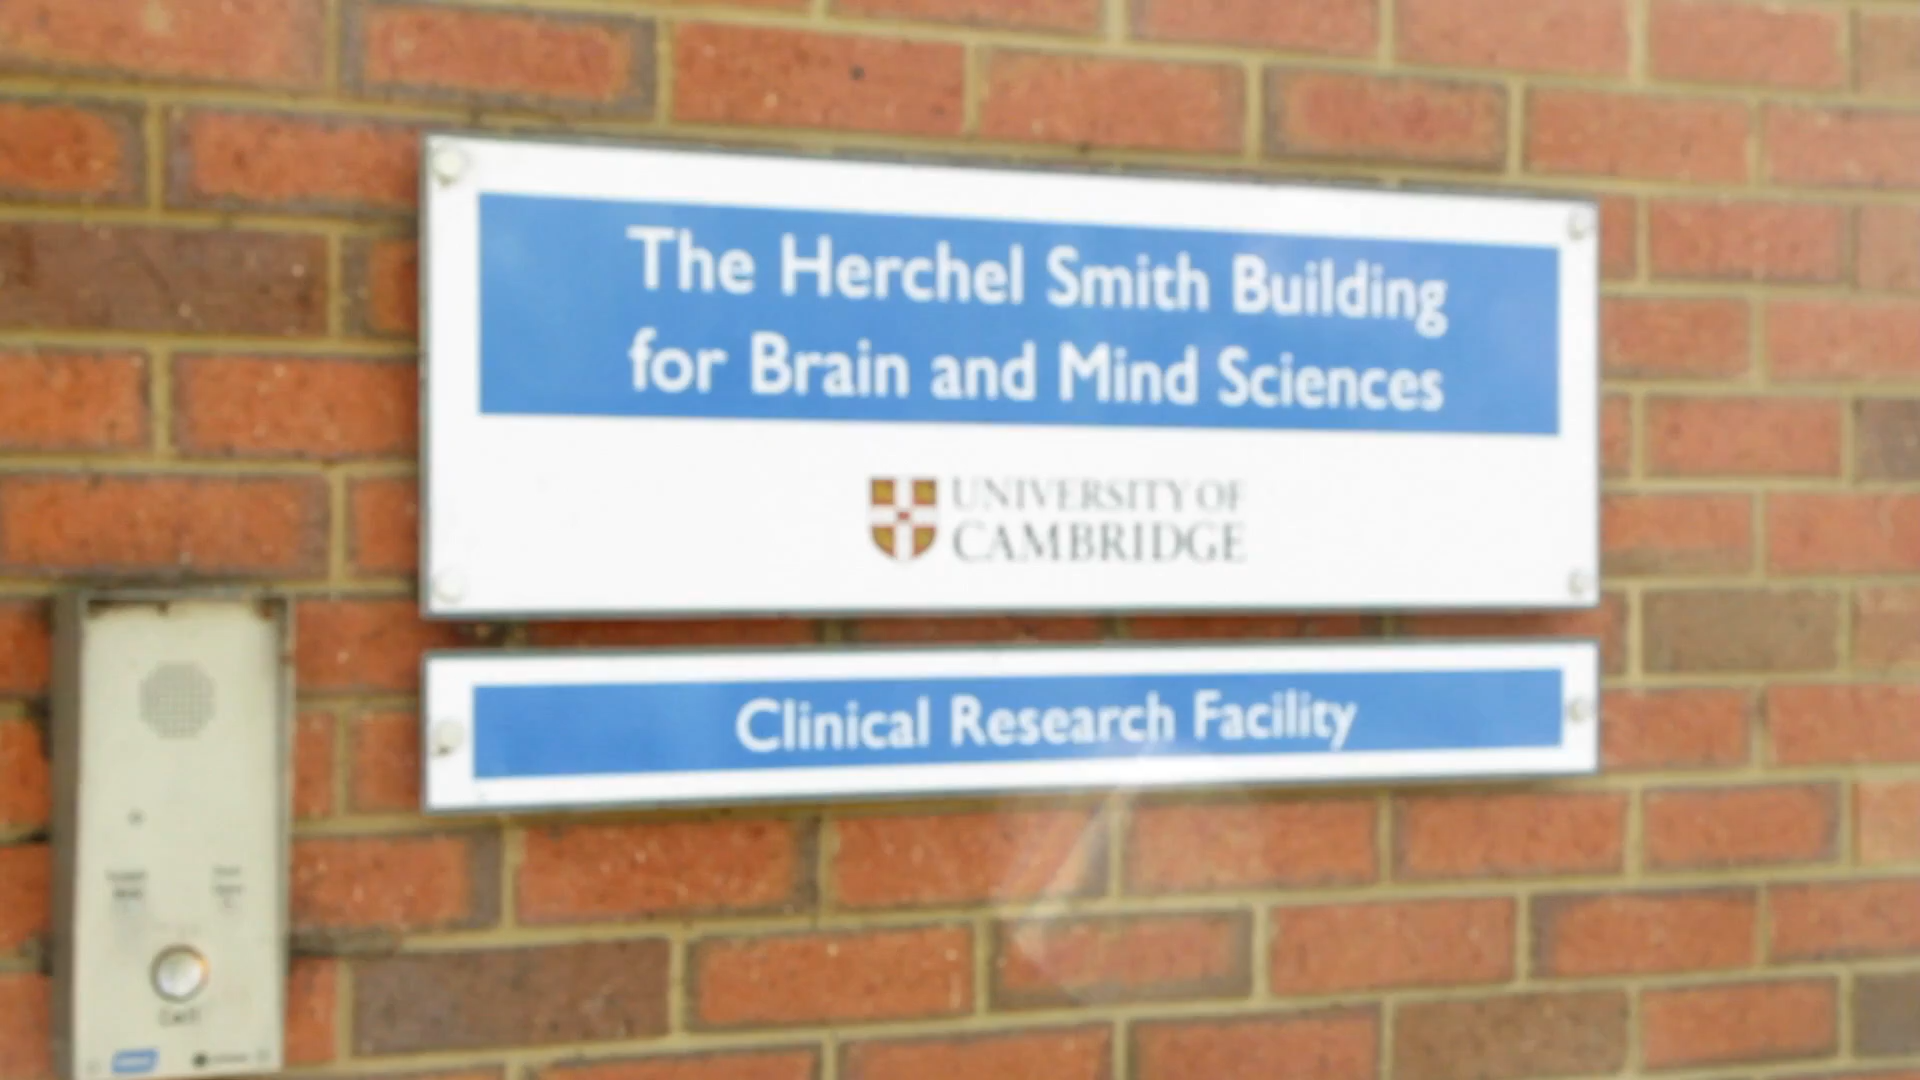 The Herchel Smith Building
for Brain and Mind Sciences
UNIVERSITY OF
CAMBRIDGE
Clinical Research Facility